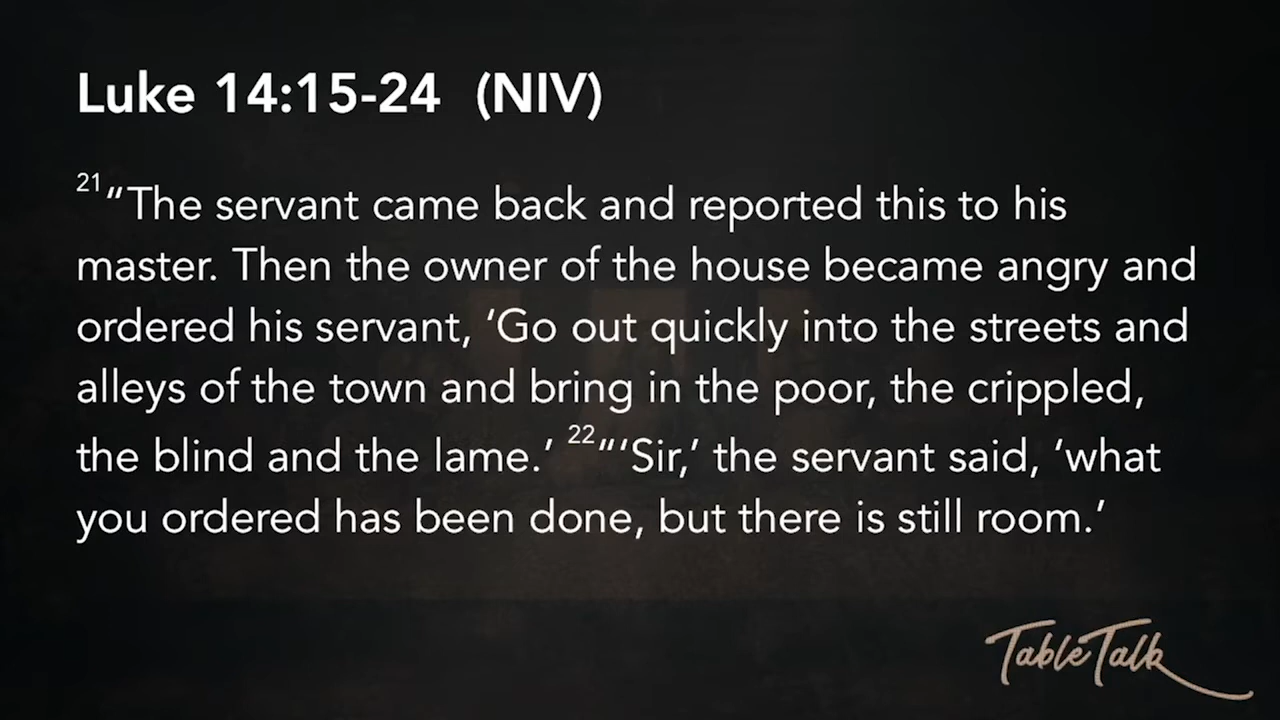 Luke 14:15-24 (NIV)
21“The servant came back and reported this to his
master. Then the owner of the house became angry and
ordered his servant, ‘Go out quickly into the streets and
alleys of the town and bring in the poor, the crippled,
the blind and the lame.’ 22“‘Sir,’ the servant said, ‘what
you ordered has been done, but there is still room.’
TableTalk